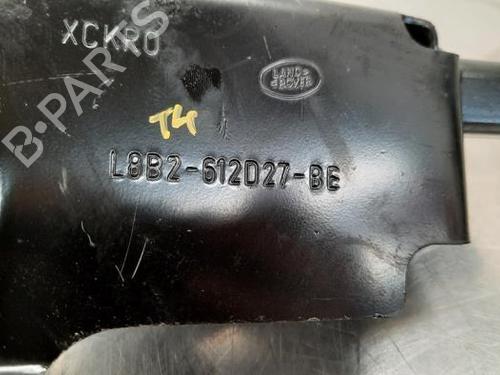 XCKRO
LAND
ROVER
T4
L8B2-612D27-BE
B-PARTS